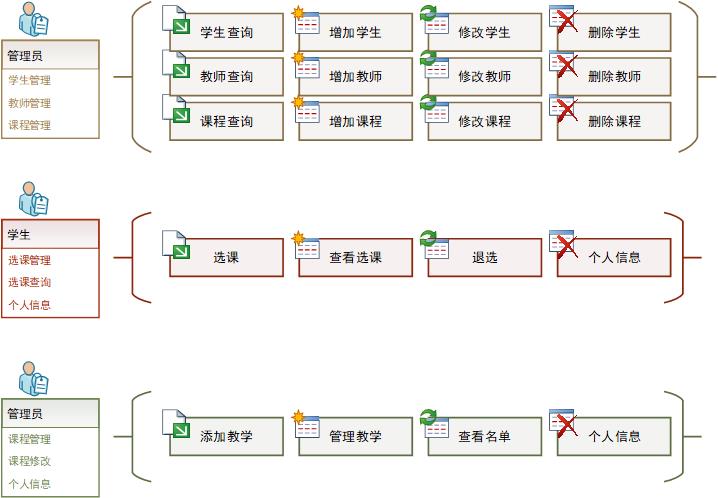 管理员
学生管理
教师管理
课程管理
学生查询 增加学生 修改学生 删除学生
教师查询 增加教师 修改教师 删除教师
课程查询 增加课程 修改课程 删除课程
学生
选课管理
选课查询
个人信息
选课 查看选课 退选 个人信息
管理员
课程管理
课程修改
个人信息
添加教学 管理教学 查看名单 个人信息